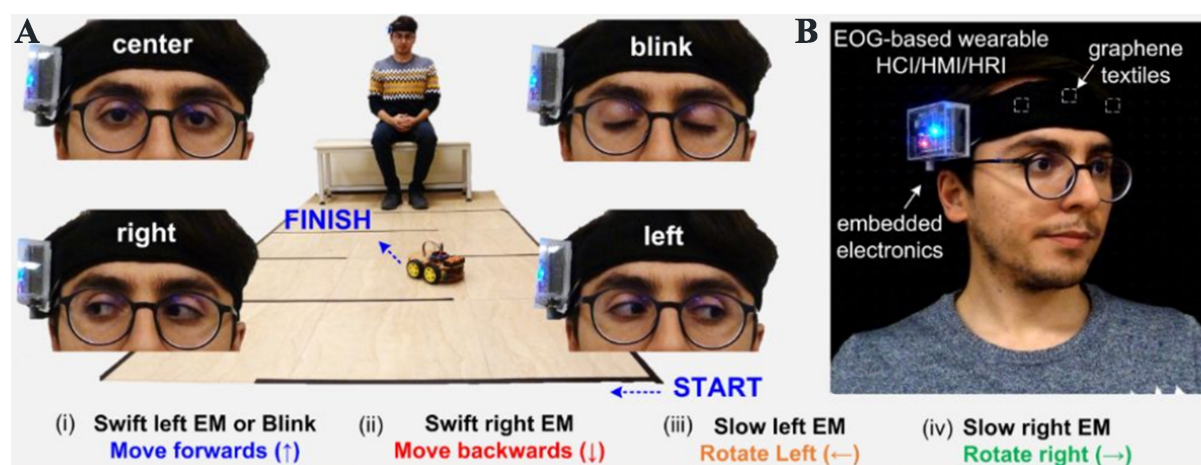 A
center
blink
right
left
FINISH
START
(i) Swift left EM or Blink
Move forwards (↑)
(ii) Swift right EM
Move backwards (↓)
(iii) Slow left EM
Rotate Left (←)
(iv) Slow right EM
Rotate right (→)
B
EOG-based wearable
HCI/HMI/HRI
graphene
textiles
embedded
electronics